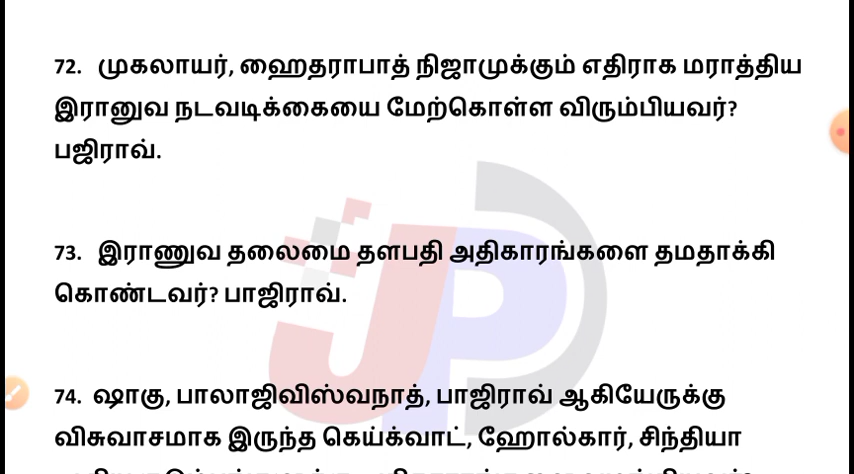 72. முகலாயர், ஹைதராபாத் நிஜாமுக்கும் எதிராக மராத்திய
இரானுவ நடவடிக்கையை மேற்கொள்ள விரும்பியவர்?
பஜிராவ்.
73. இராணுவ தலைமை தளபதி அதிகாரங்களை தமதாக்கி
கொண்டவர்? பாஜிராவ்.
74. ஷாகு, பாலாஜிவிஸ்வநாத், பாஜிராவ் ஆகியேருக்கு
விசுவாசமாக இருந்த கெய்க்வாட், ஹோல்கார், சிந்தியா
JP